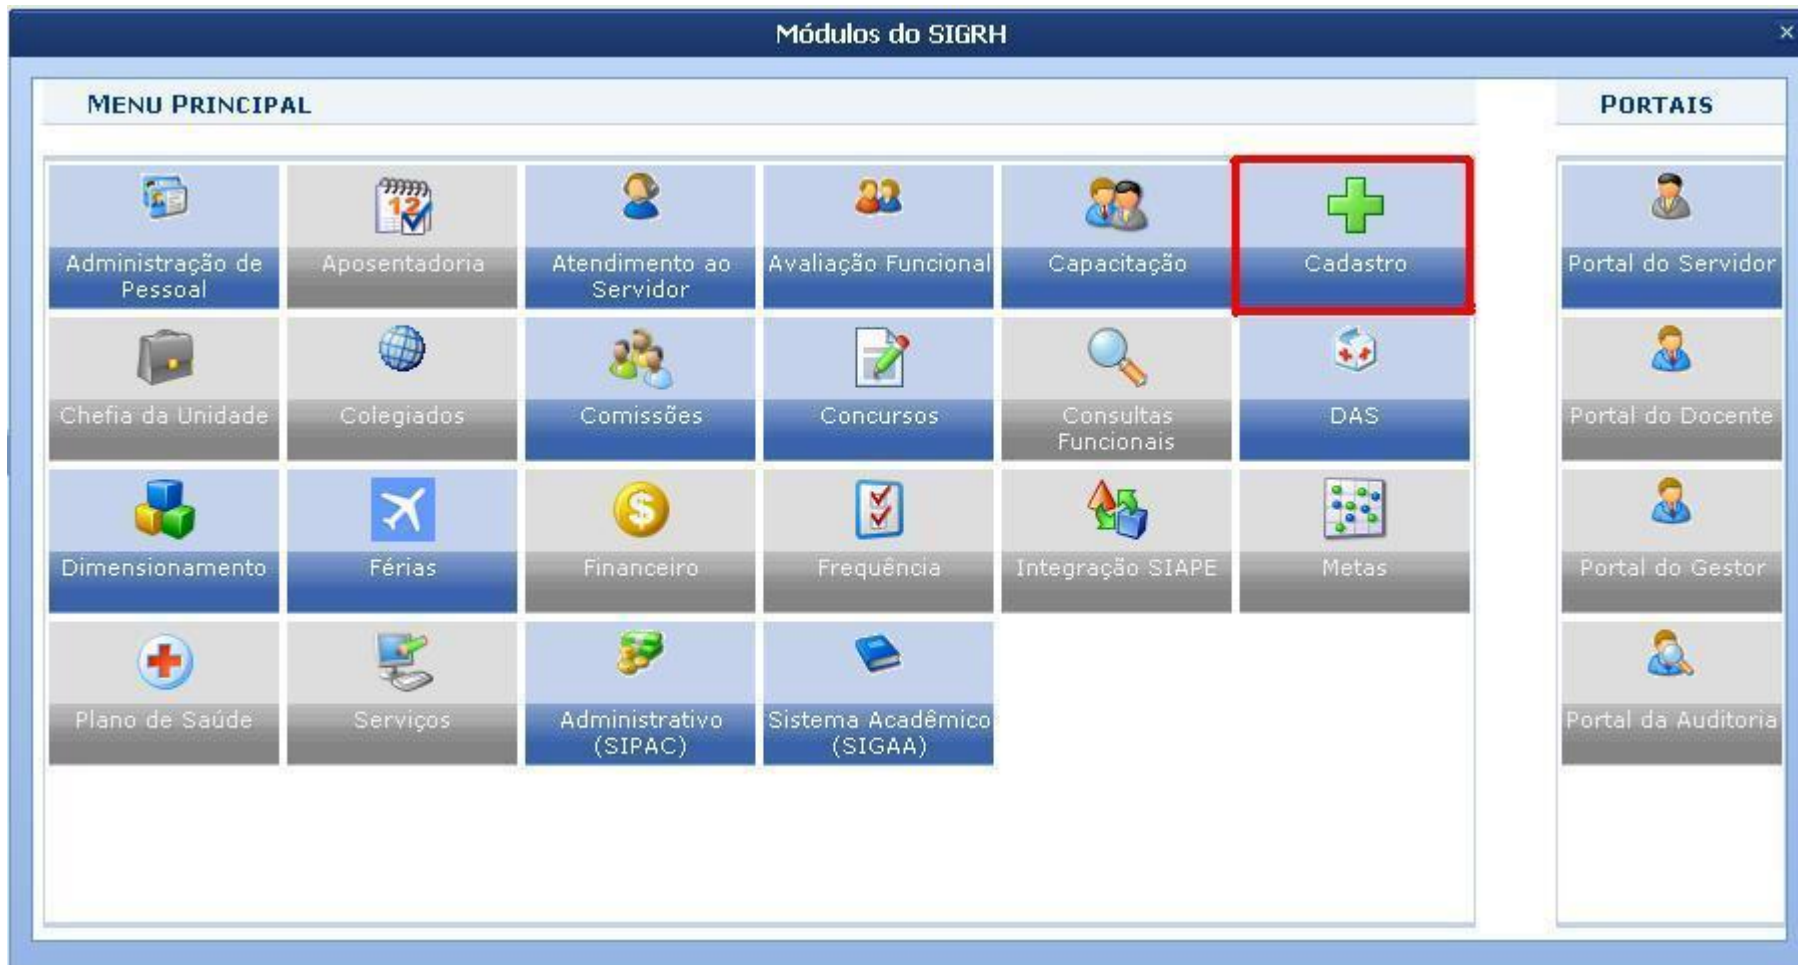 Módulos do SIGRH
MENU PRINCIPAL
PORTAIS
12
Administração de
Pessoal
Aposentadoria
Atendimento ao
Servidor
Avaliação Funcional
Capacitação
Cadastro
Portal do Servidor
Chefia da Unidade
Colegiados
Comissões
Concursos
Consultas
Funcionais
DAS
Portal do Docente
$
Dimensionamento
Férias
Financeiro
Frequência
Integração SIAPE
Metas
Portal do Gestor
Plano de Saúde
Serviços
Administrativo
(SIPAC)
Sistema Acadêmico
(SIGAA)
Portal da Auditoria